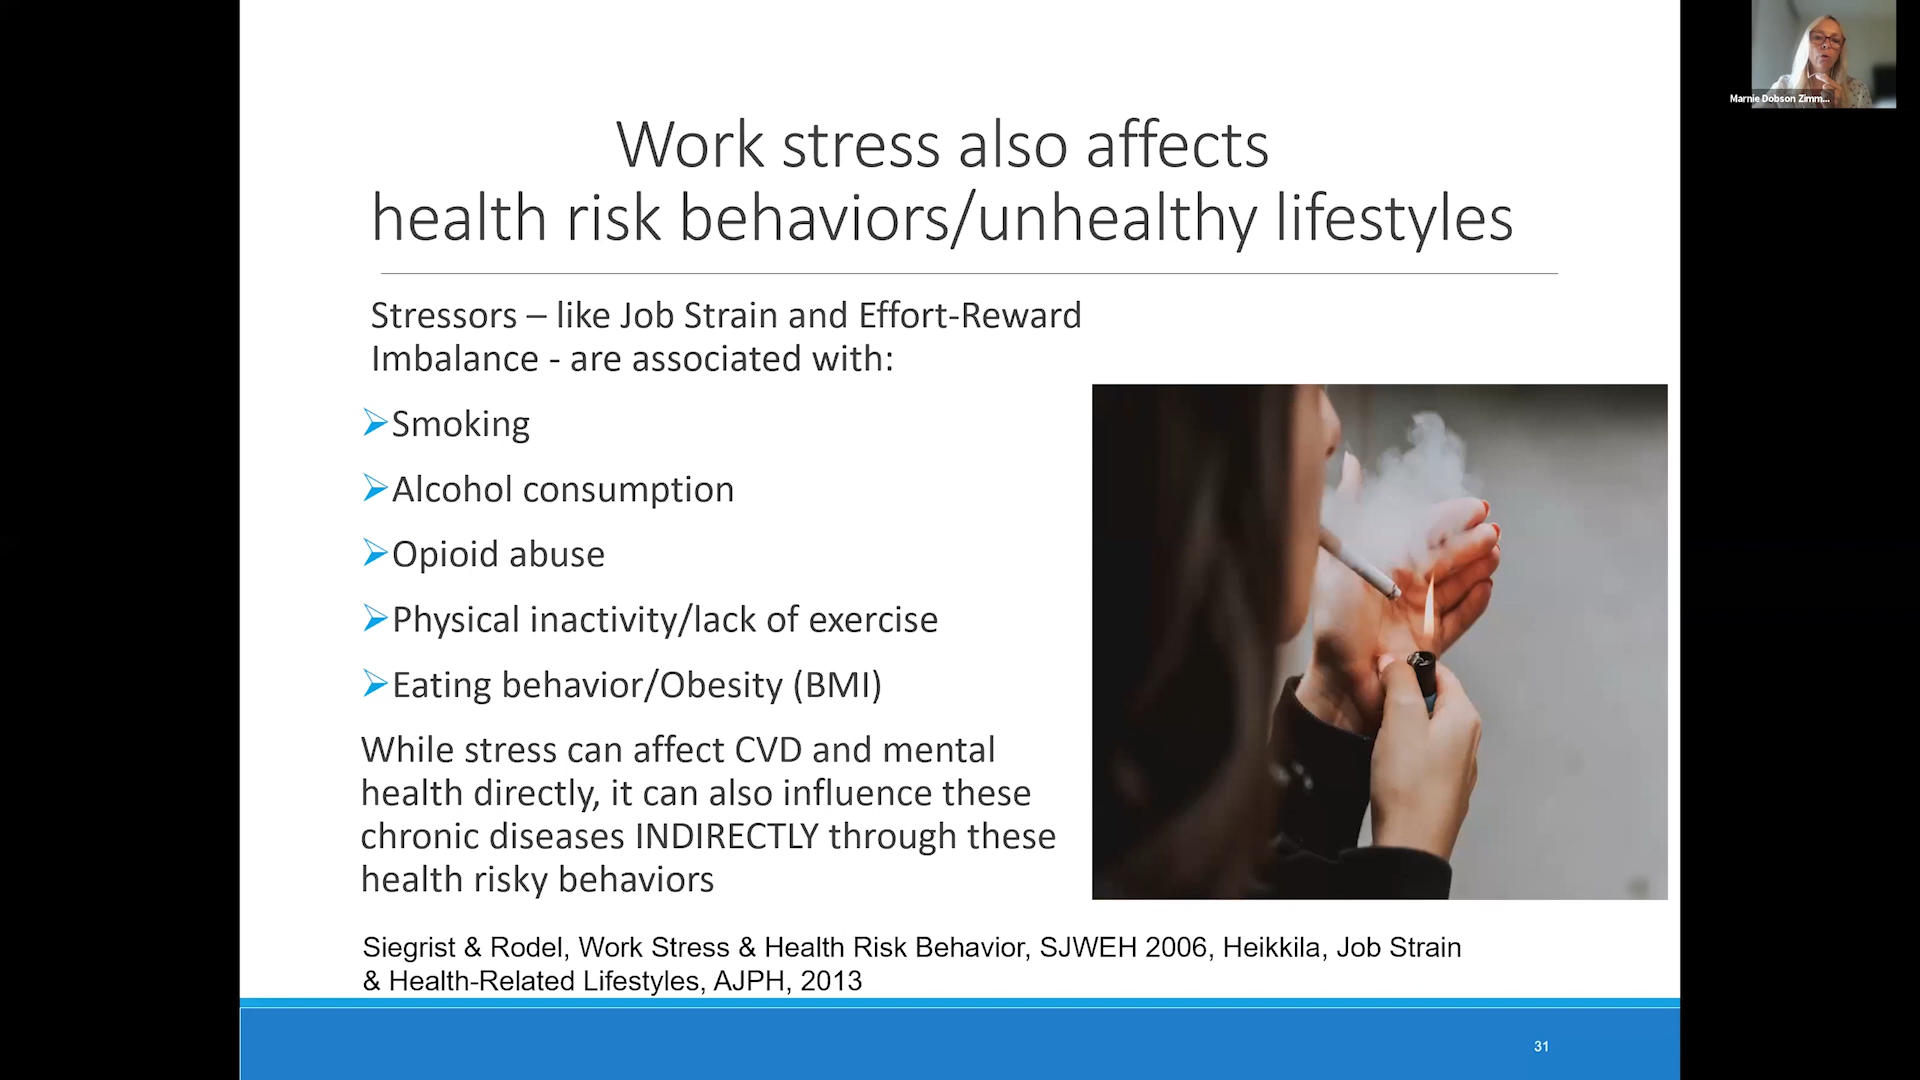 Work stress also affects
health risk behaviors/unhealthy lifestyles
Stressors – like Job Strain and Effort-Reward
Imbalance - are associated with:
Smoking
Alcohol consumption
Opioid abuse
Physical inactivity/lack of exercise
Eating behavior/Obesity (BMI)
While stress can affect CVD and mental
health directly, it can also influence these
chronic diseases INDIRECTLY through these
health risky behaviors
Siegrist & Rodel, Work Stress & Health Risk Behavior, SJWEH 2006, Heikkila, Job Strain
& Health-Related Lifestyles, AJPH, 2013
31
Marnie Dobson Zimm...